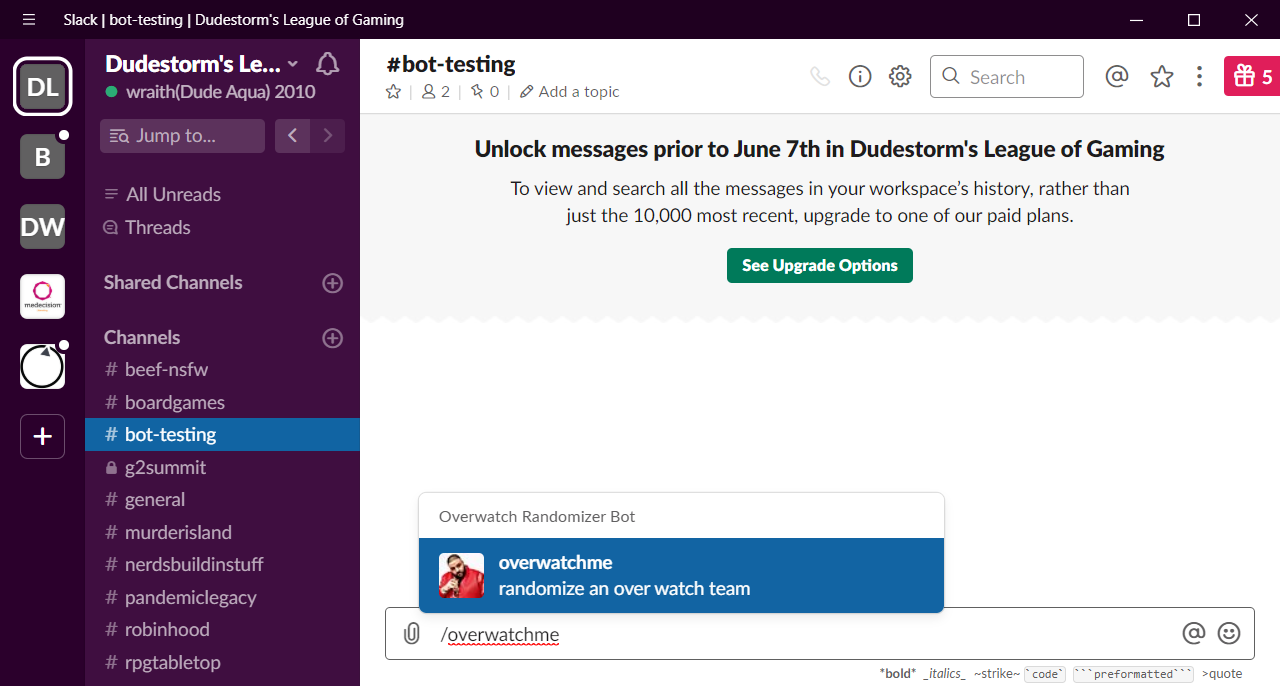 Slack | bot-testing | Dudestorm's League of Gaming
DL
B
DW
medecision
Dudestorm's Le...
wraith(Dude Aqua) 2010
Jump to...
All Unreads
Threads
Shared Channels
Channels
# beef-nsfw
# boardgames
# bot-testing
g2summit
# general
# murderisland
# nerdsbuildinstuff
# pandemiclegacy
# robinhood
# rpgtabletop
#bot-testing
2 | 0 | Add a topic
Search
5
Unlock messages prior to June 7th in Dudestorm's League of Gaming
To view and search all the messages in your workspace’s history, rather than
just the 10,000 most recent, upgrade to one of our paid plans.
See Upgrade Options
Overwatch Randomizer Bot
overwatchme
randomize an over watch team
/overwatchme
*bold* _italics_ ~strike~ `code` ```preformatted``` >quote